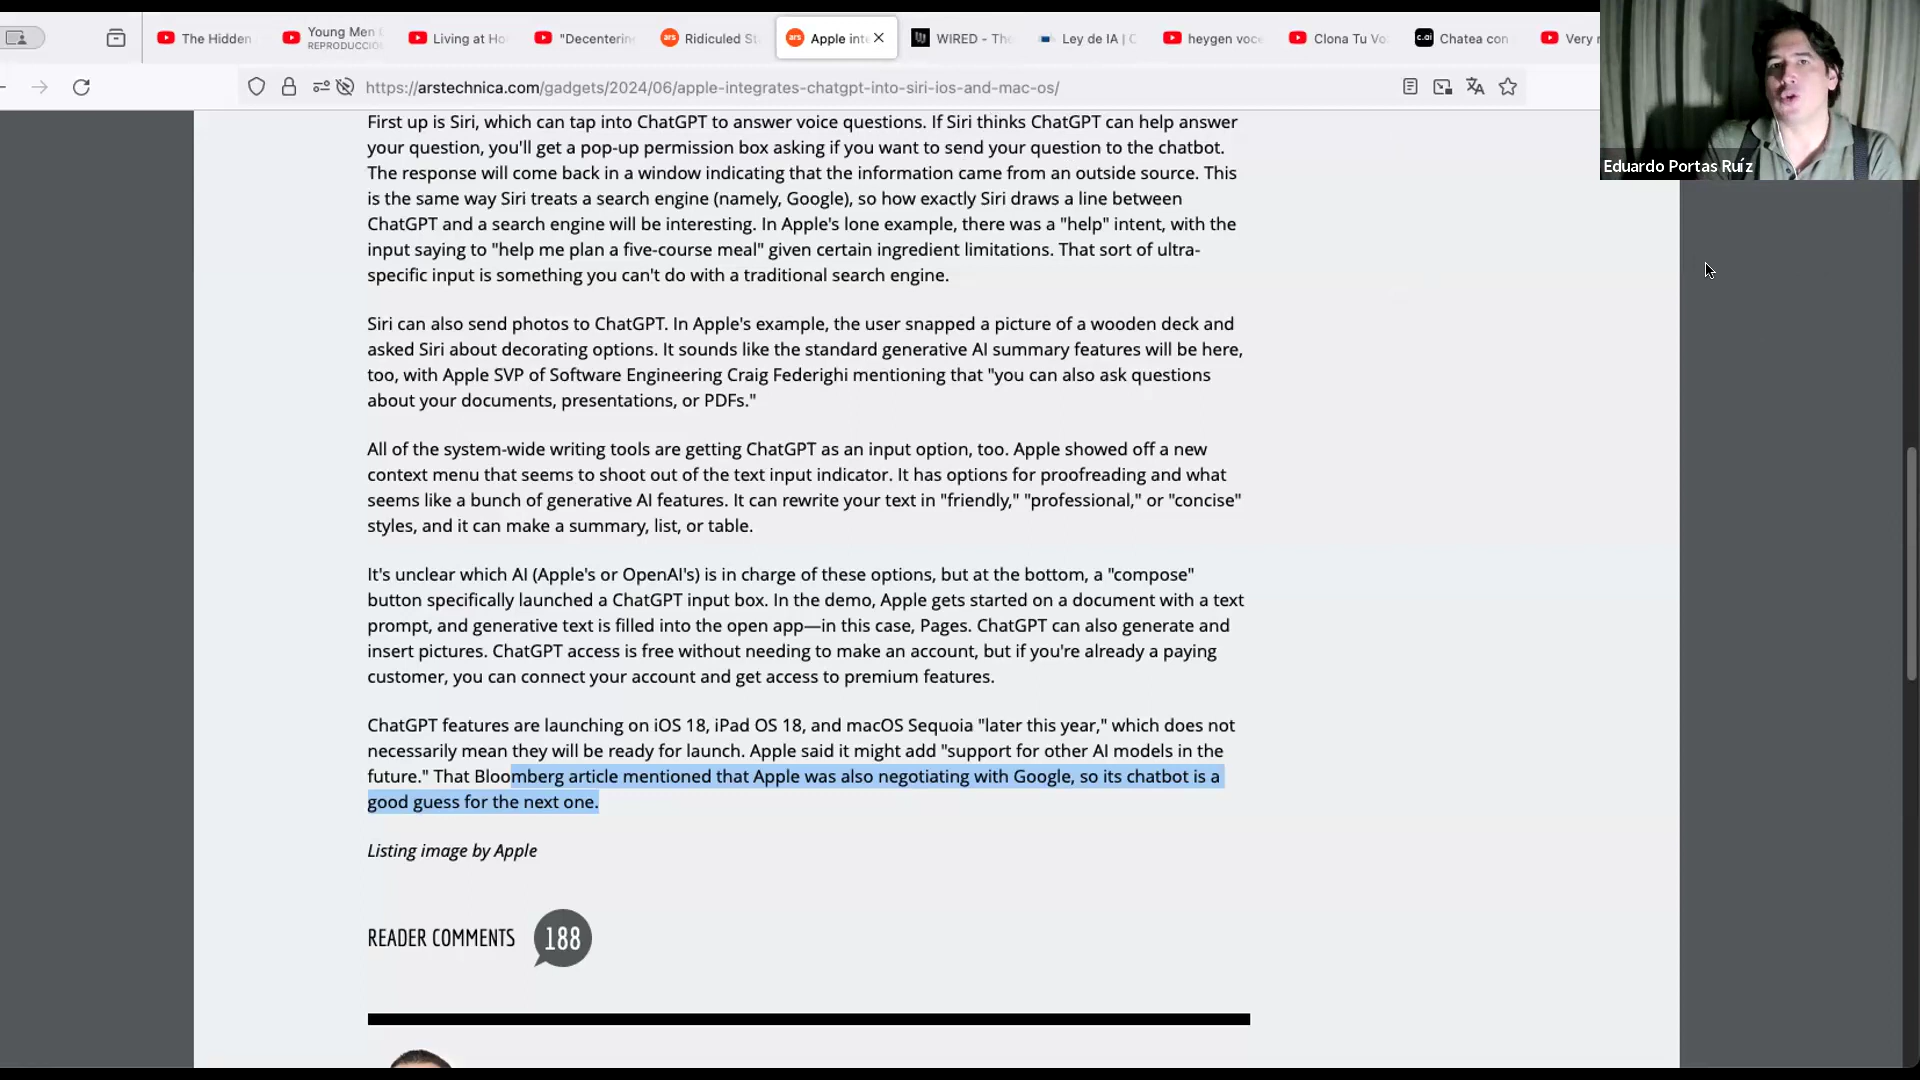 The Hidden
Young Men
REPRODUCCIÓ
Living at Ho
"Decentering
Ridiculed St
Apple int
WIRED - The
Ley de IA | C
heygen voc
Clona Tu Vo
c.ai
Chatea con
Very
https://arstechnica.com/gadgets/2024/06/apple-integrates-chatgpt-into-siri-ios-and-mac-os/
Eduardo Portas Ruíz
First up is Siri, which can tap into ChatGPT to answer voice questions. If Siri thinks ChatGPT can help answer
your question, you'll get a pop-up permission box asking if you want to send your question to the chatbot.
The response will come back in a window indicating that the information came from an outside source. This
is the same way Siri treats a search engine (namely, Google), so how exactly Siri draws a line between
ChatGPT and a search engine will be interesting. In Apple's lone example, there was a "help" intent, with the
input saying to "help me plan a five-course meal" given certain ingredient limitations. That sort of ultra-
specific input is something you can't do with a traditional search engine.
Siri can also send photos to ChatGPT. In Apple's example, the user snapped a picture of a wooden deck and
asked Siri about decorating options. It sounds like the standard generative AI summary features will be here,
too, with Apple SVP of Software Engineering Craig Federighi mentioning that "you can also ask questions
about your documents, presentations, or PDFs."
All of the system-wide writing tools are getting ChatGPT as an input option, too. Apple showed off a new
context menu that seems to shoot out of the text input indicator. It has options for proofreading and what
seems like a bunch of generative AI features. It can rewrite your text in "friendly," "professional," or "concise"
styles, and it can make a summary, list, or table.
It's unclear which AI (Apple's or OpenAI's) is in charge of these options, but at the bottom, a "compose"
button specifically launched a ChatGPT input box. In the demo, Apple gets started on a document with a text
prompt, and generative text is filled into the open app—in this case, Pages. ChatGPT can also generate and
insert pictures. ChatGPT access is free without needing to make an account, but if you're already a paying
customer, you can connect your account and get access to premium features.
ChatGPT features are launching on iOS 18, iPad OS 18, and macOS Sequoia "later this year," which does not
necessarily mean they will be ready for launch. Apple said it might add "support for other AI models in the
future." That Bloomberg article mentioned that Apple was also negotiating with Google, so its chatbot is a
good guess for the next one.
Listing image by Apple
READER COMMENTS 188